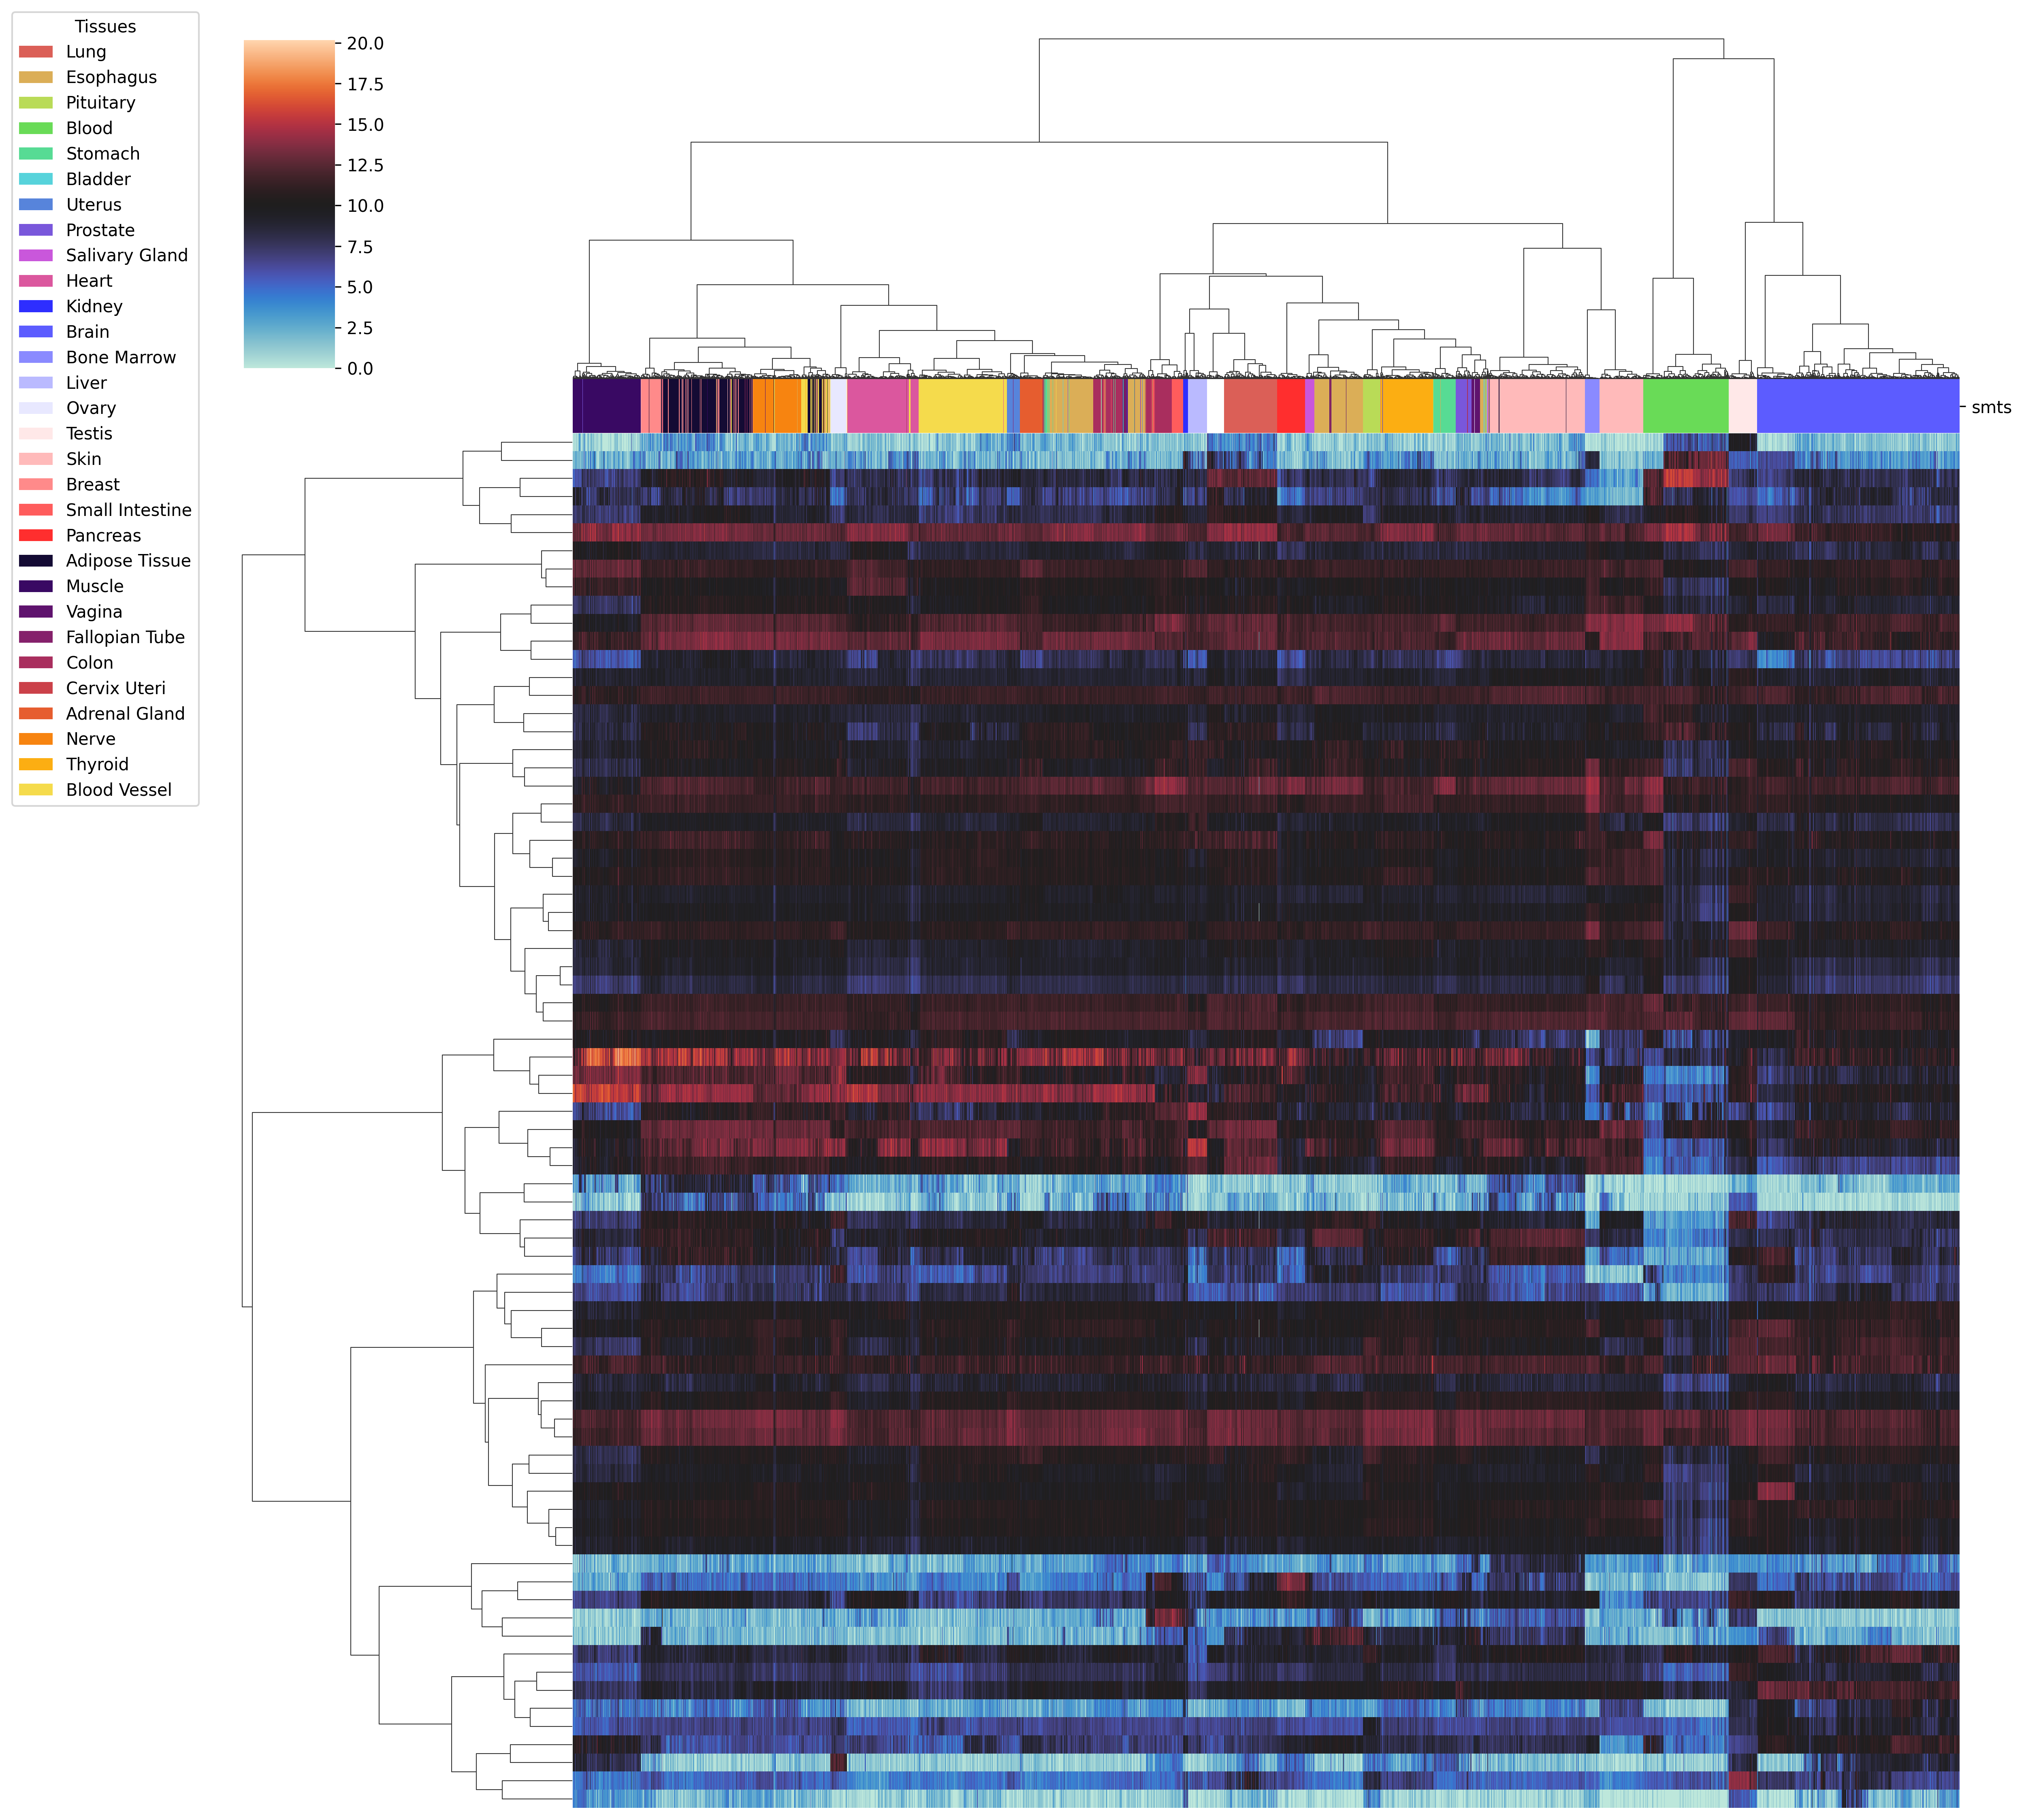 Tissues
Lung
Esophagus
Pituitary
Blood
Stomach
Bladder
Uterus
Prostate
Salivary Gland
Heart
Kidney
Brain
Bone Marrow
Liver
Ovary
Testis
Skin
Breast
Small Intestine
Pancreas
Adipose Tissue
Muscle
Vagina
Fallopian Tube
Colon
Cervix Uteri
Adrenal Gland
Nerve
Thyroid
Blood Vessel
20.0
17.5
15.0
12.5
10.0
7.5
5.0
2.5
0.0
smts